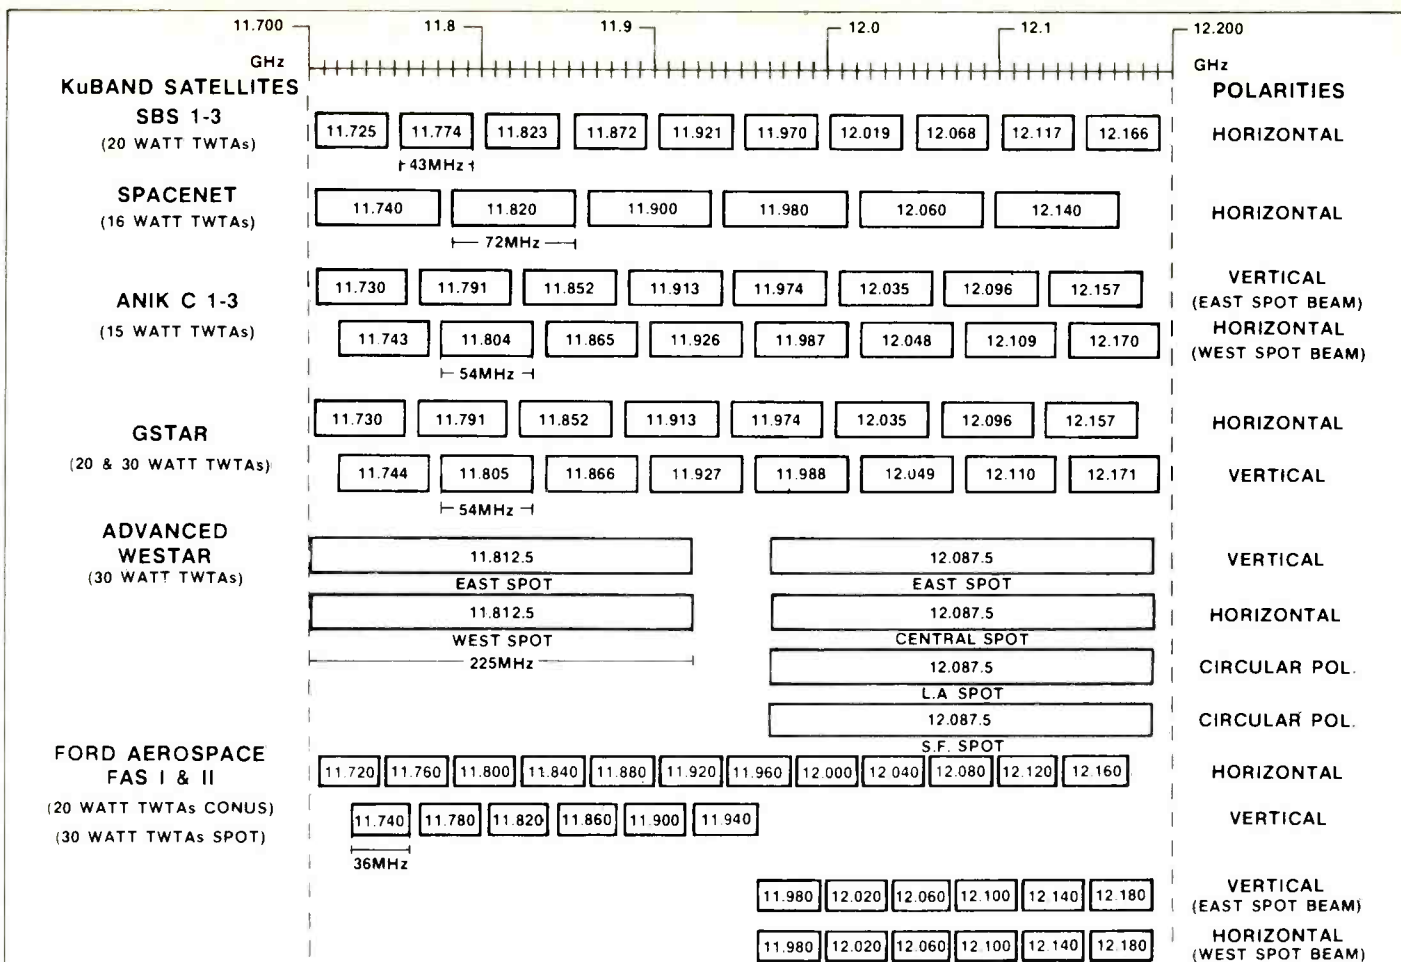 11.700 11.8 11.9 12.0 12.1 12.200
GHz GHz
KuBAND SATELLITES POLARITIES
SBS 1-3
(20 WATT TWTAs)
11.725 11.774 11.823 11.872 11.921 11.970 12.019 12.068 12.117 12.166 HORIZONTAL
43MHz
SPACENET
(16 WATT TWTAs)
11.740 11.820 11.900 11.980 12.060 12.140 HORIZONTAL
72MHz
ANIK C 1-3
(15 WATT TWTAs)
11.730 11.791 11.852 11.913 11.974 12.035 12.096 12.157 VERTICAL
(EAST SPOT BEAM)
11.743 11.804 11.865 11.926 11.987 12.048 12.109 12.170 HORIZONTAL
(WEST SPOT BEAM)
54MHz
GSTAR
(20 & 30 WATT TWTAs)
11.730 11.791 11.852 11.913 11.974 12.035 12.096 12.157 HORIZONTAL
11.744 11.805 11.866 11.927 11.988 12.049 12.110 12.171 VERTICAL
54MHz
ADVANCED
WESTAR
(30 WATT TWTAs)
11.812.5 12.087.5 VERTICAL
EAST SPOT EAST SPOT
11.812.5 12.087.5 HORIZONTAL
WEST SPOT CENTRAL SPOT
225MHz
12.087.5 CIRCULAR POL.
L.A SPOT
12.087.5 CIRCULAR POL.
S.F. SPOT
FORD AEROSPACE
FAS I & II
(20 WATT TWTAs CONUS)
(30 WATT TWTAs SPOT)
11.720 11.760 11.800 11.840 11.880 11.920 11.960 12.000 12.040 12.080 12.120 12.160 HORIZONTAL
11.740 11.780 11.820 11.860 11.900 11.940 VERTICAL
36MHz
11.980 12.020 12.060 12.100 12.140 12.180 VERTICAL
(EAST SPOT BEAM)
11.980 12.020 12.060 12.100 12.140 12.180 HORIZONTAL
(WEST SPOT BEAM)